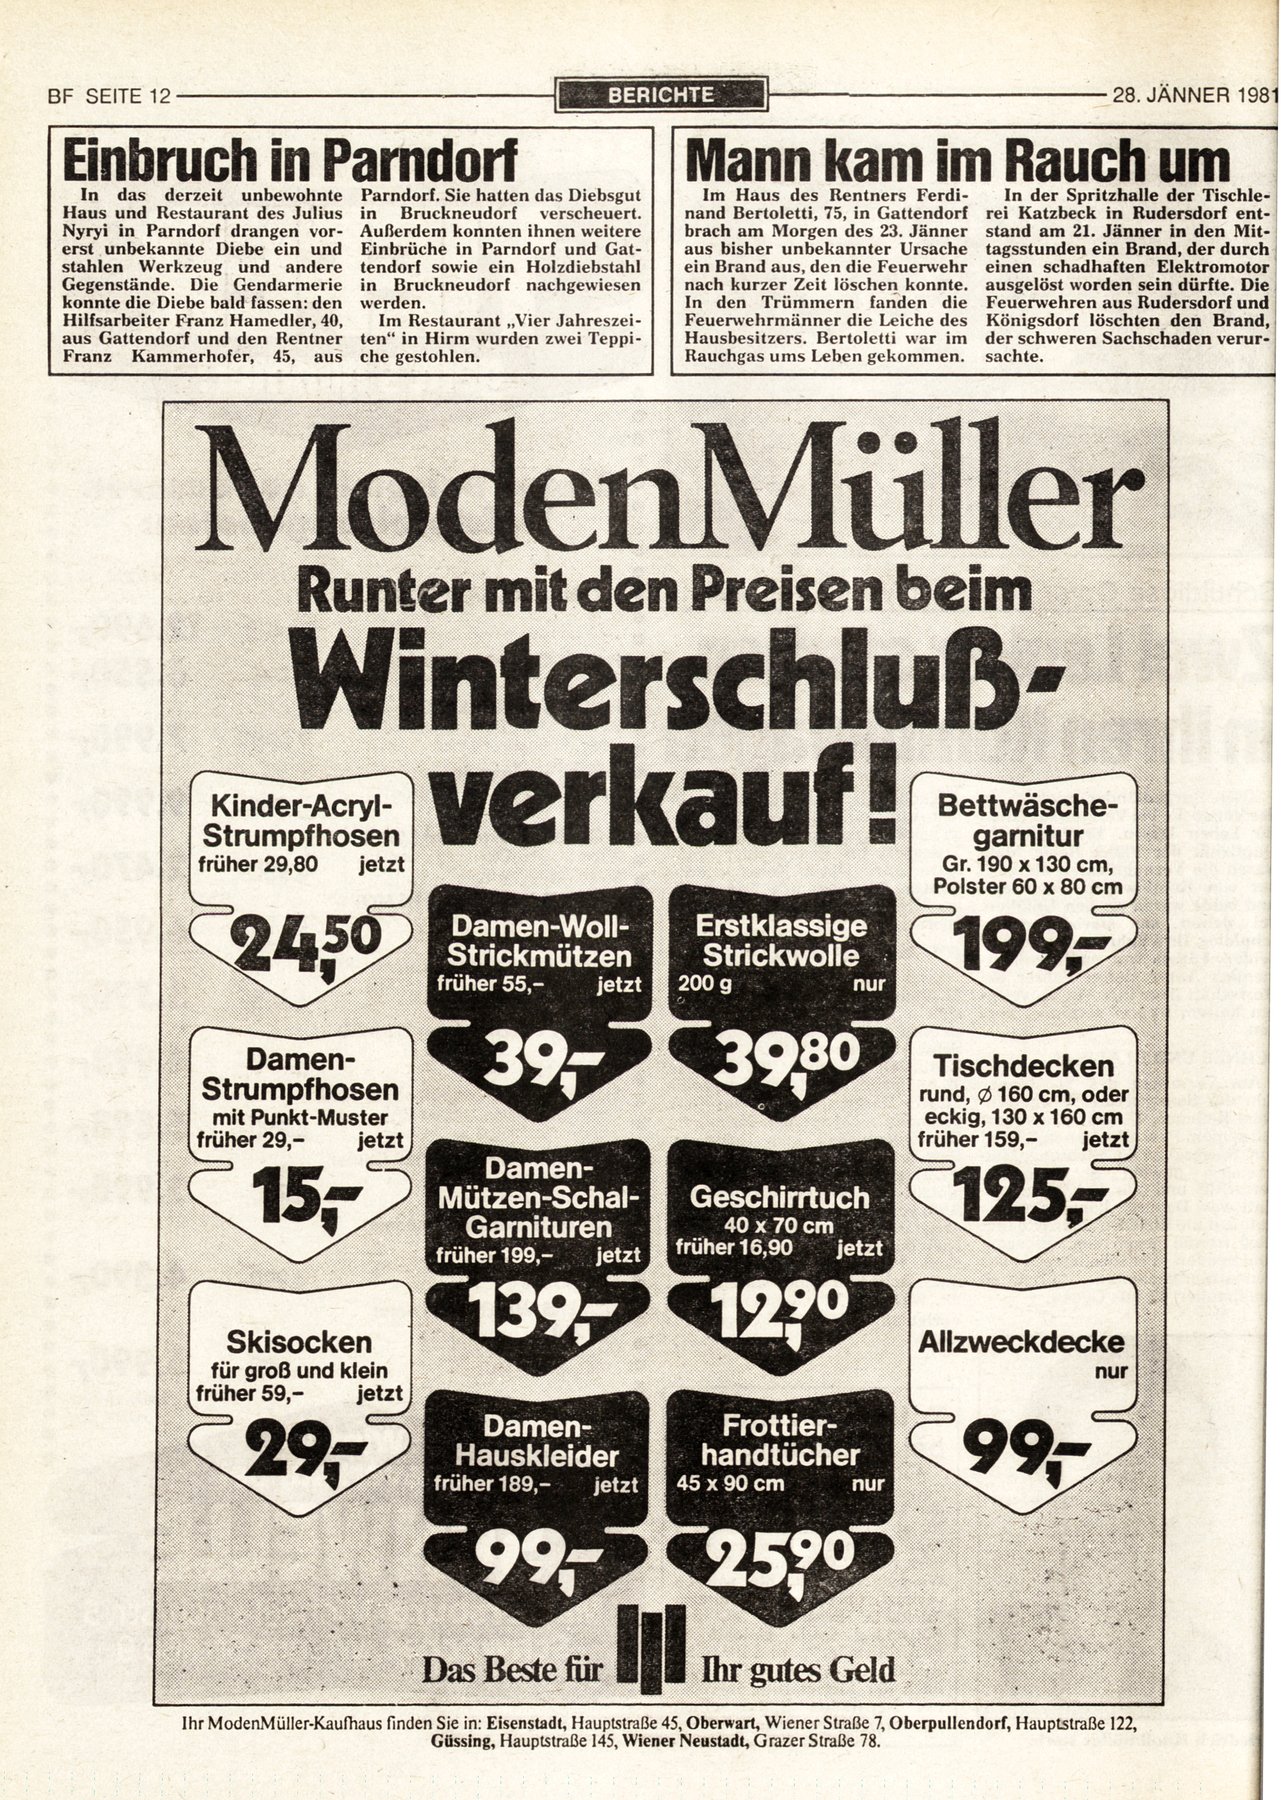 BF SEITE 12
BERICHTE
28. JÄNNER 1981
Einbruch in Parndorf
In das derzeit unbewohnte
Haus und Restaurant des Julius
Nyryi in Parndorf drangen vor-
erst unbekannte Diebe ein und
stahlen Werkzeug und andere
Gegenstände. Die Gendarmerie
konnte die Diebe bald fassen: den
Hilfsarbeiter Franz Hamedler, 40,
aus Gattendorf und den Rentner
Franz Kammerhofer, 45, aus
Parndorf. Sie hatten das Diebsgut
in Bruckneudorf verscheuert.
Außerdem konnten ihnen weitere
Einbrüche in Parndorf und Gat-
tendorf sowie ein Holzdiebstahl
in Bruckneudorf nachgewiesen
werden.
Im Restaurant „Vier Jahreszei-
ten“ in Hirm wurden zwei Teppi-
che gestohlen.
Mann kam im Rauch um
Im Haus des Rentners Ferdi-
nand Bertoletti, 75, in Gattendorf
brach am Morgen des 23. Jänner
aus bisher unbekannter Ursache
ein Brand aus, den die Feuerwehr
nach kurzer Zeit löschen konnte.
In den Trümmern fanden die
Feuerwehrmänner die Leiche des
Hausbesitzers. Bertoletti war im
Rauchgas ums Leben gekommen.
In der Spritzhalle der Tischle-
rei Katzbeck in Rudersdorf ent-
stand am 21. Jänner in den Mit-
tagsstunden ein Brand, der durch
einen schadhaften Elektromotor
ausgelöst worden sein dürfte. Die
Feuerwehren aus Rudersdorf und
Königsdorf löschten den Brand,
der schweren Sachschaden verur-
sachte.
ModenMüller
Runter mit den Preisen beim
Winterschluß-
verkauf!
Kinder-Acryl-
Strumpfhosen
früher 29,80 jetzt
24,50
Damen-
Strumpfhosen
mit Punkt-Muster
früher 29,– jetzt
15,–
Skisocken
für groß und klein
früher 59,– jetzt
29,–
Damen-Woll-
Strickmützen
früher 55,– jetzt
39,–
Damen-
Mützen-Schal-
Garnituren
früher 199,– jetzt
139,–
Damen-
Hauskleider
früher 189,– jetzt
99,–
Erstklassige
Strickwolle
200 g nur
39,80
Geschirrtuch
40 x 70 cm
früher 16,90 jetzt
12,90
Frottier-
handtücher
45 x 90 cm nur
25,90
Bettwäsche-
garnitur
Gr. 190 x 130 cm,
Polster 60 x 80 cm
199,–
Tischdecken
rund, ∅ 160 cm, oder
eckig, 130 x 160 cm
früher 159,– jetzt
125,–
Allzweckdecke
nur
99,–
Das Beste für Ihr gutes Geld
Ihr ModenMüller-Kaufhaus finden Sie in: Eisenstadt, Hauptstraße 45, Oberwart, Wiener Straße 7, Oberpullendorf, Hauptstraße 122,
Güssing, Hauptstraße 145, Wiener Neustadt, Grazer Straße 78.